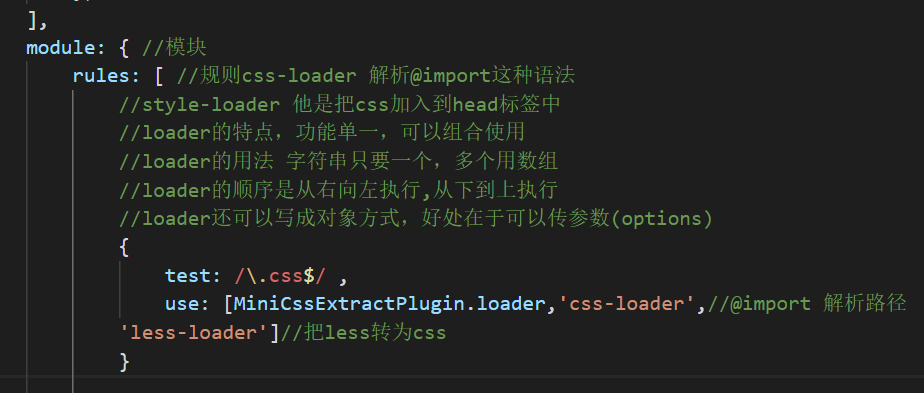 ],
module: { //模块
rules: [ //规则css-loader 解析@import这种语法
//style-loader 他是把css加入到head标签中
//loader的特点，功能单一，可以组合使用
//loader的用法 字符串只要一个，多个用数组
//loader的顺序是从右向左执行,从下到上执行
//loader还可以写成对象方式，好处在于可以传参数(options)
{
test: /\.css$/ ,
use: [MiniCssExtractPlugin.loader,'css-loader',//@import 解析路径
'less-loader']//把less转为css
}